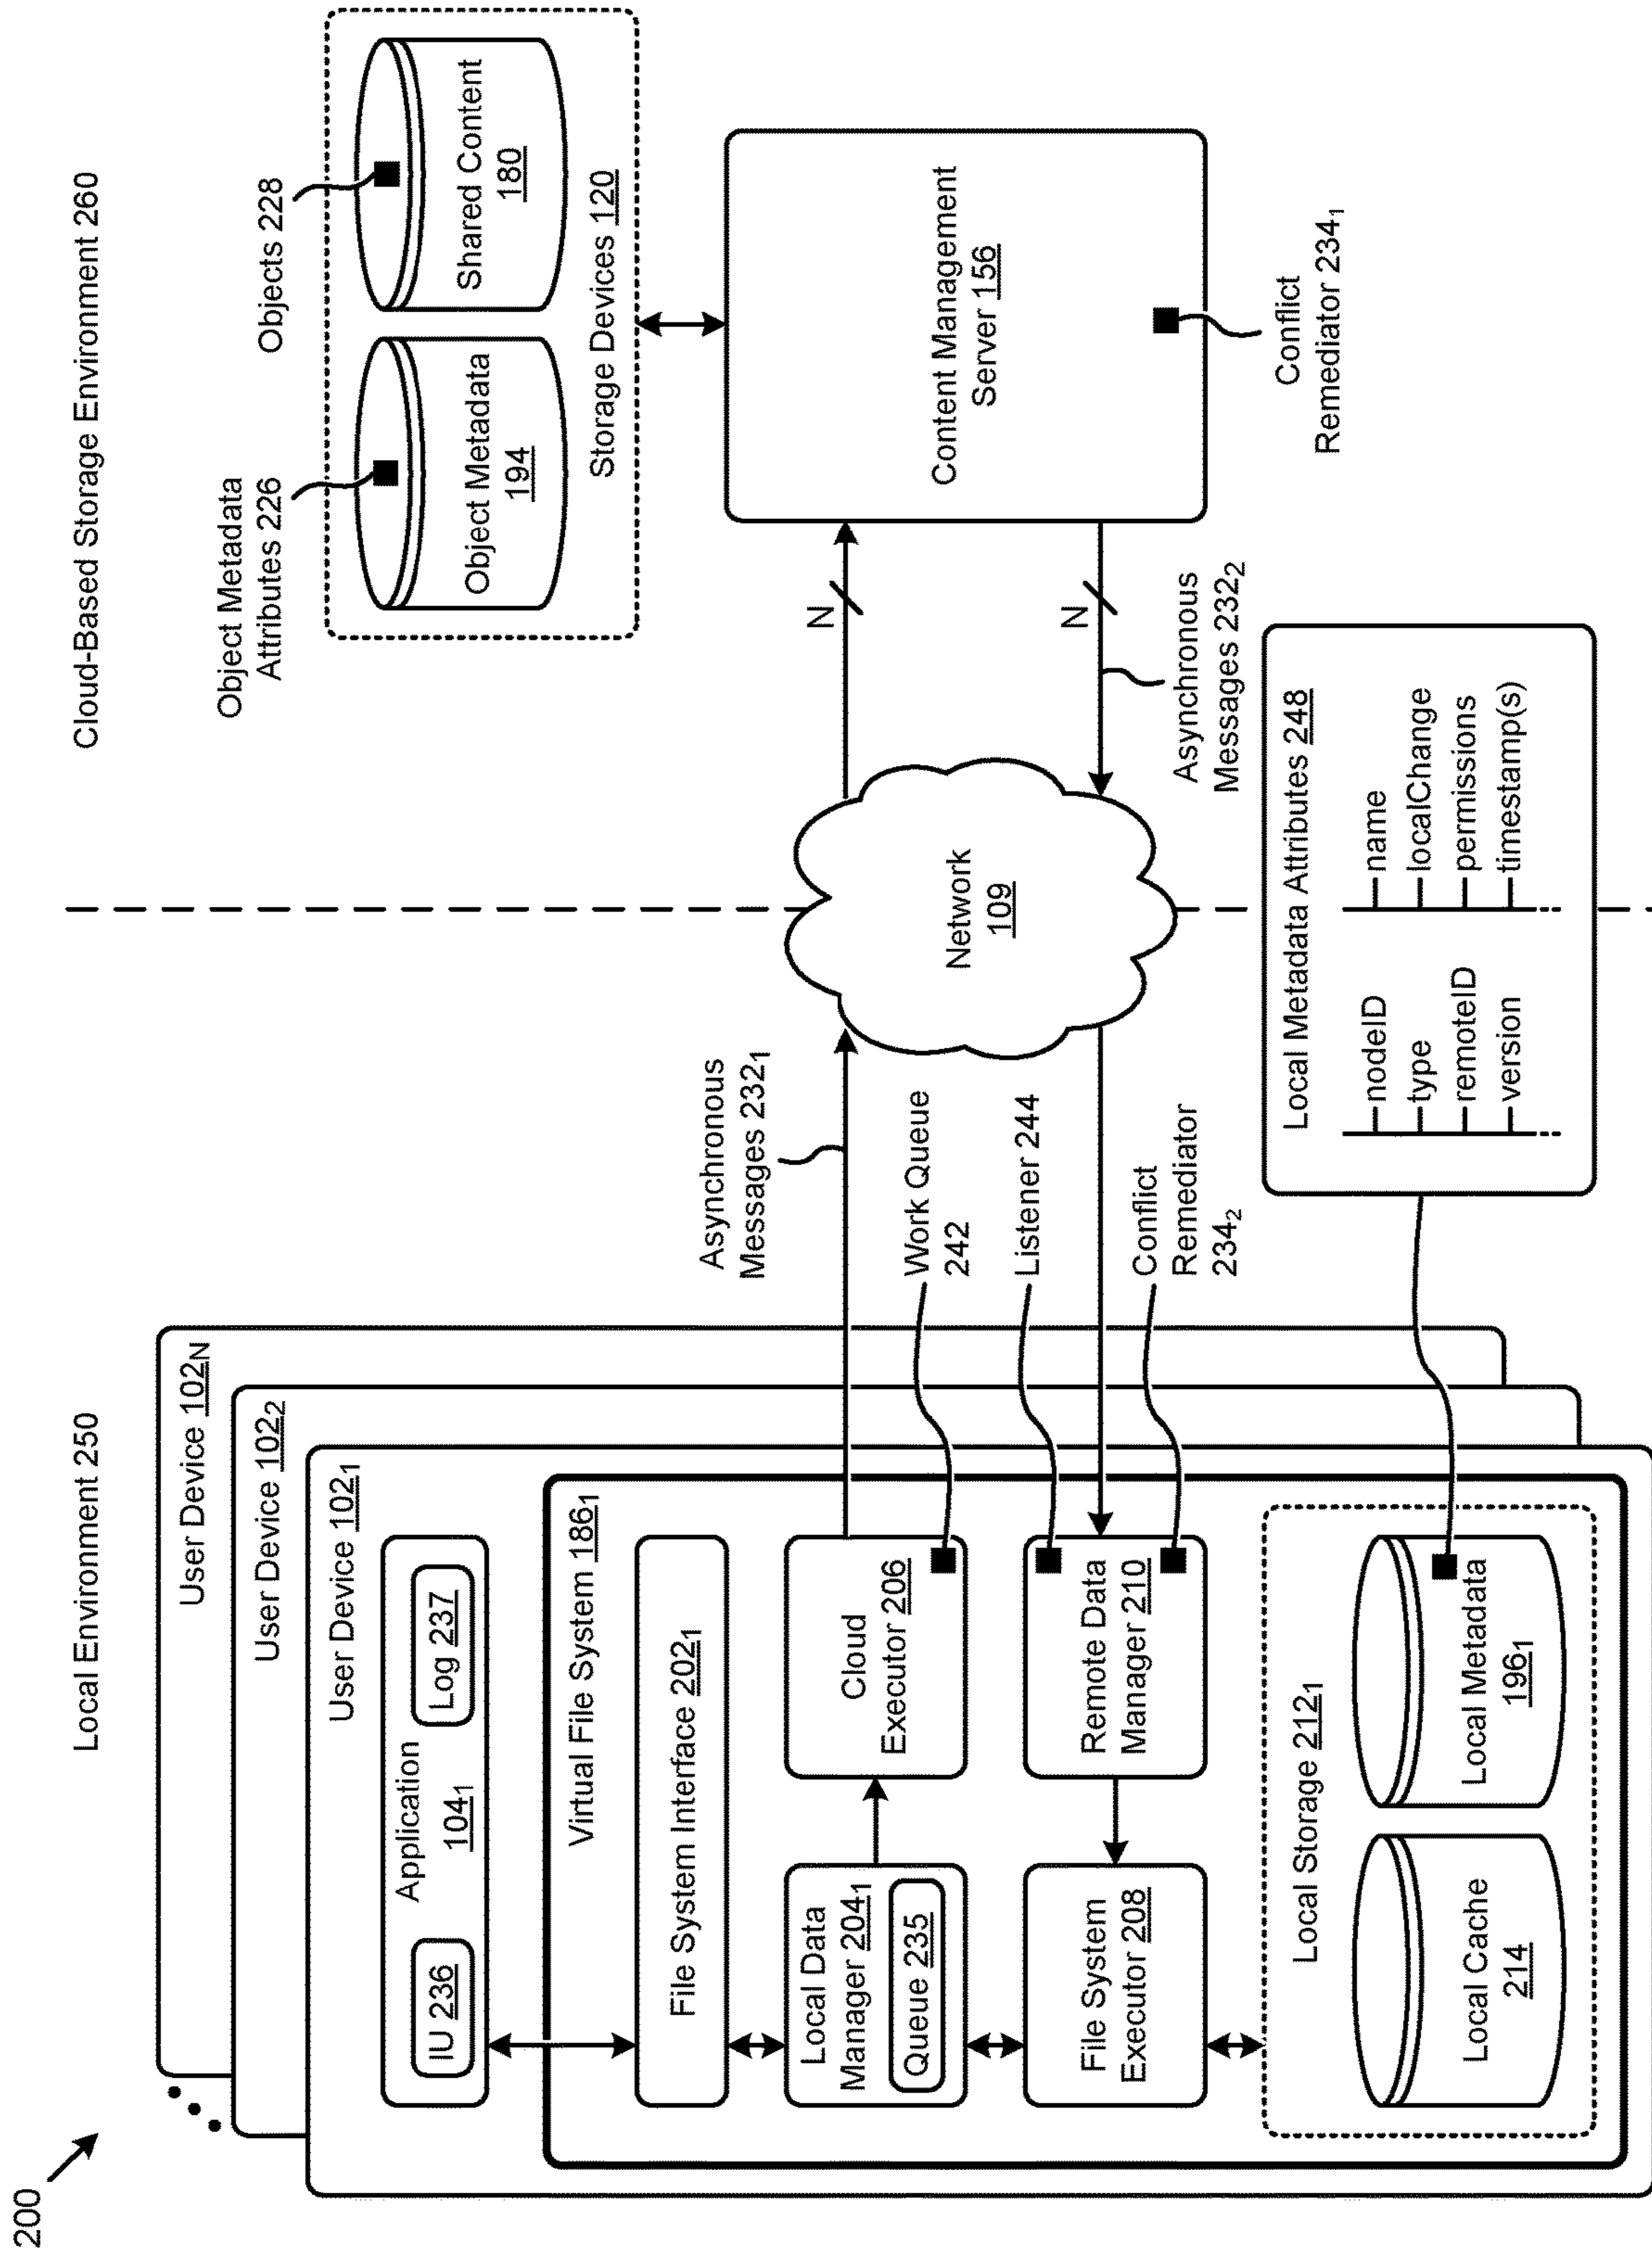 200
Local Environment 250
Cloud-Based Storage Environment 260
User Device 102N
User Device 1022
User Device 1021
Application
1041
IU 236
Log 237
Virtual File System 1861
File System Interface 2021
Local Data
Manager 2041
Queue 235
Cloud
Executor 206
File System
Executor 208
Remote Data
Manager 210
Local Storage 2121
Local Cache
214
Local Metadata
1961
Asynchronous
Messages 2321
Work Queue
242
Listener 244
Conflict
Remediator
2342
Network
109
N
N
Asynchronous
Messages 2322
Object Metadata
Attributes 226
Objects 228
Object Metadata
194
Shared Content
180
Storage Devices 120
Content Management
Server 156
Conflict
Remediator 2341
Local Metadata Attributes 248
nodeID
type
remoteID
version
name
localChange
permissions
timestamp(s)